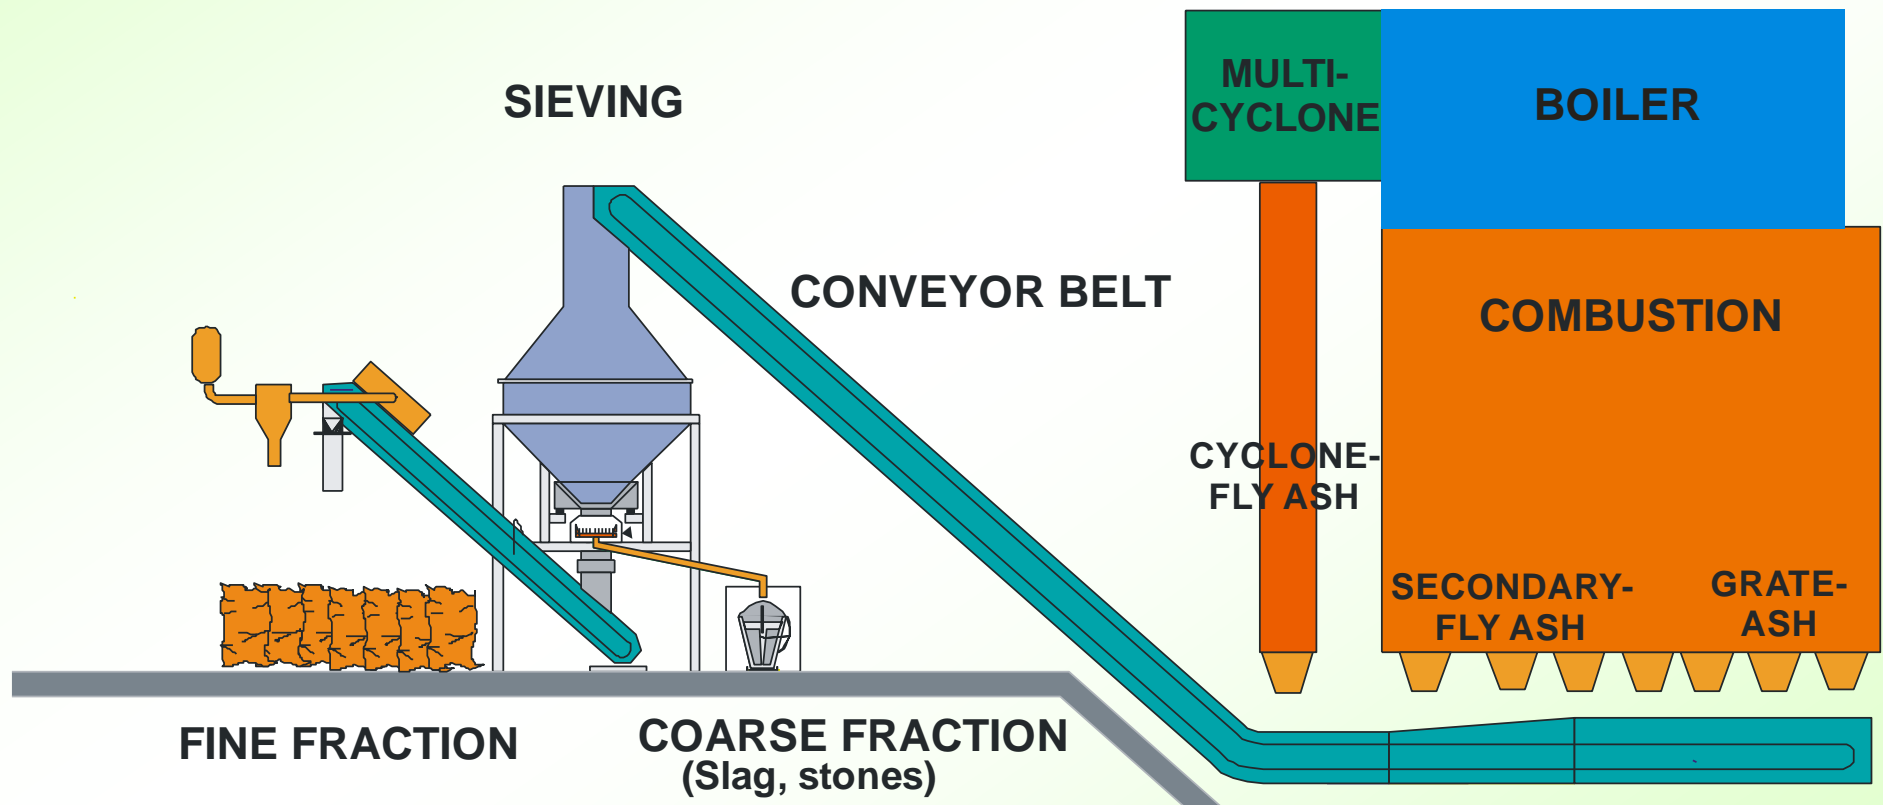 SIEVING
MULTI-
CYCLONE
BOILER
CONVEYOR BELT
COMBUSTION
CYCLONE-
FLY ASH
SECONDARY-
FLY ASH
GRATE-
ASH
FINE FRACTION
COARSE FRACTION
(Slag, stones)